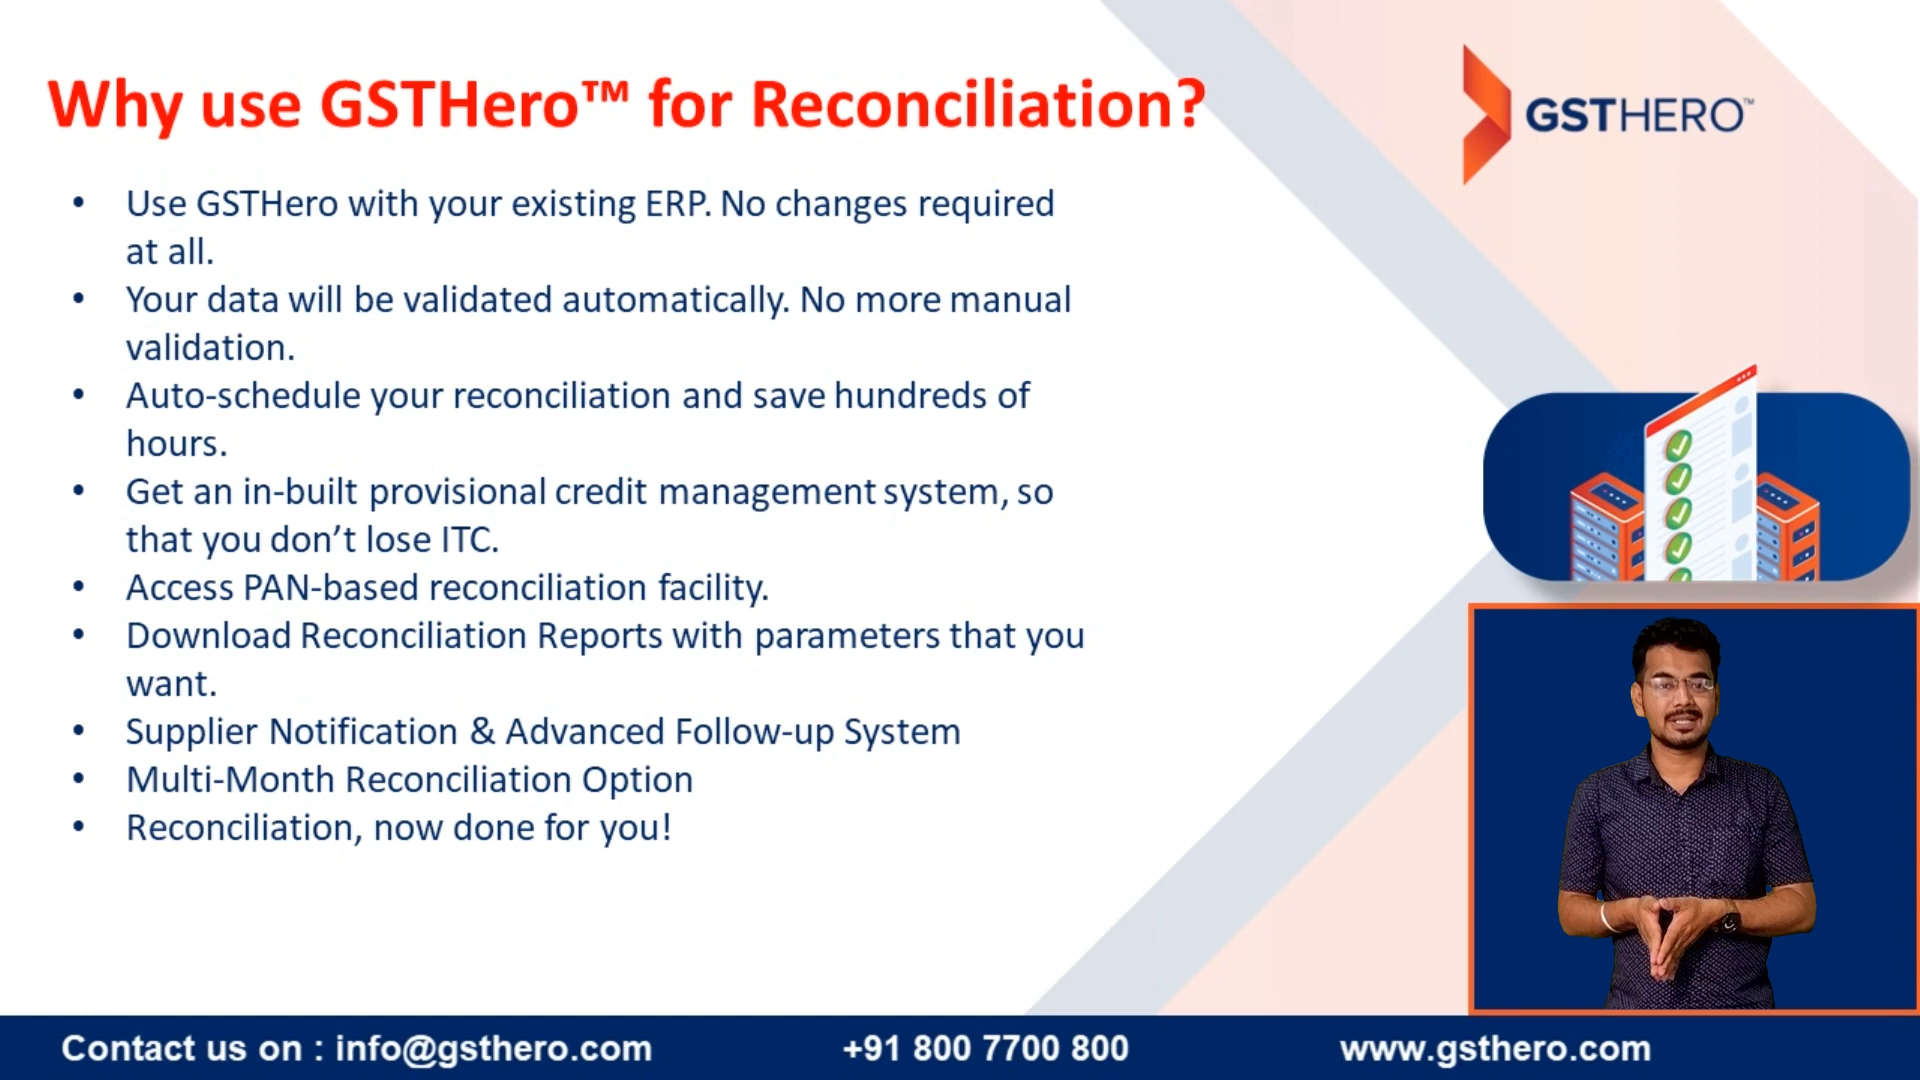 Why use GSTHero™ for Reconciliation?
GSTHERO™
• Use GSTHero with your existing ERP. No changes required
at all.
• Your data will be validated automatically. No more manual
validation.
• Auto-schedule your reconciliation and save hundreds of
hours.
• Get an in-built provisional credit management system, so
that you don’t lose ITC.
• Access PAN-based reconciliation facility.
• Download Reconciliation Reports with parameters that you
want.
• Supplier Notification & Advanced Follow-up System
• Multi-Month Reconciliation Option
• Reconciliation, now done for you!
Contact us on : info@gsthero.com
+91 800 7700 800
www.gsthero.com